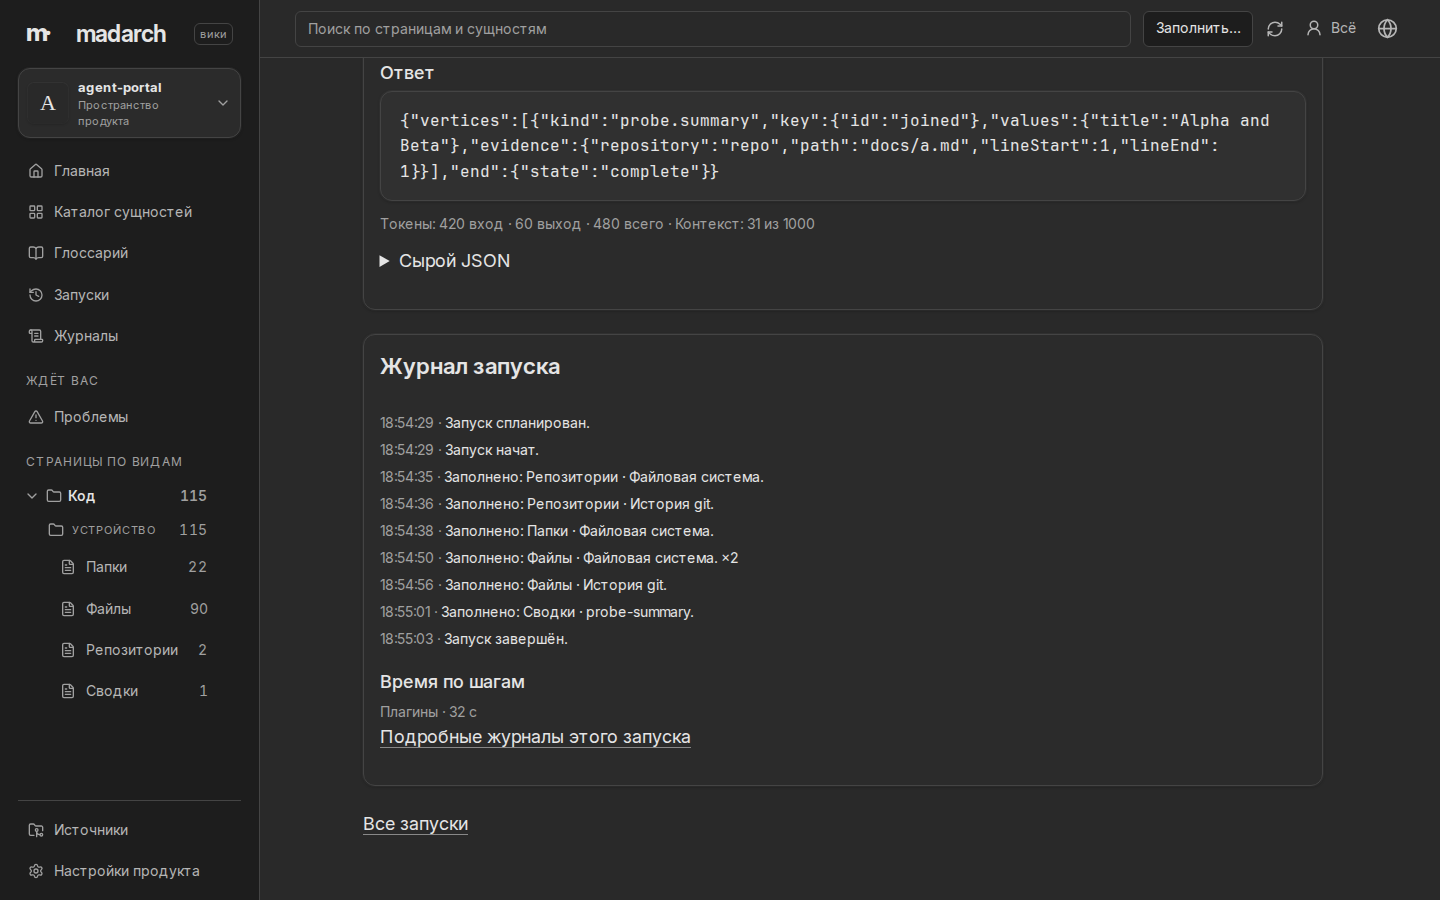 m madarch вики
agent-portal
A
Пространство
продукта
Главная
Каталог сущностей
Глоссарий
Запуски
Журналы
ЖДЁТ ВАС
Проблемы
СТРАНИЦЫ ПО ВИДАМ
Код 115
УСТРОЙСТВО 115
Папки 22
Файлы 90
Репозитории 2
Сводки 1
Источники
Настройки продукта
Поиск по страницам и сущностям
Заполнить...
Всё
Ответ
{"vertices":[{"kind":"probe.summary","key":{"id":"joined"},"values":{"title":"Alpha and
Beta"},"evidence":{"repository":"repo","path":"docs/a.md","lineStart":1,"lineEnd":
1}}],"end":{"state":"complete"}}
Токены: 420 вход · 60 выход · 480 всего · Контекст: 31 из 1000
Сырой JSON
Журнал запуска
18:54:29 · Запуск спланирован.
18:54:29 · Запуск начат.
18:54:35 · Заполнено: Репозитории · Файловая система.
18:54:36 · Заполнено: Репозитории · История git.
18:54:38 · Заполнено: Папки · Файловая система.
18:54:50 · Заполнено: Файлы · Файловая система. ×2
18:54:56 · Заполнено: Файлы · История git.
18:55:01 · Заполнено: Сводки · probe-summary.
18:55:03 · Запуск завершён.
Время по шагам
Плагины · 32 с
Подробные журналы этого запуска
Все запуски